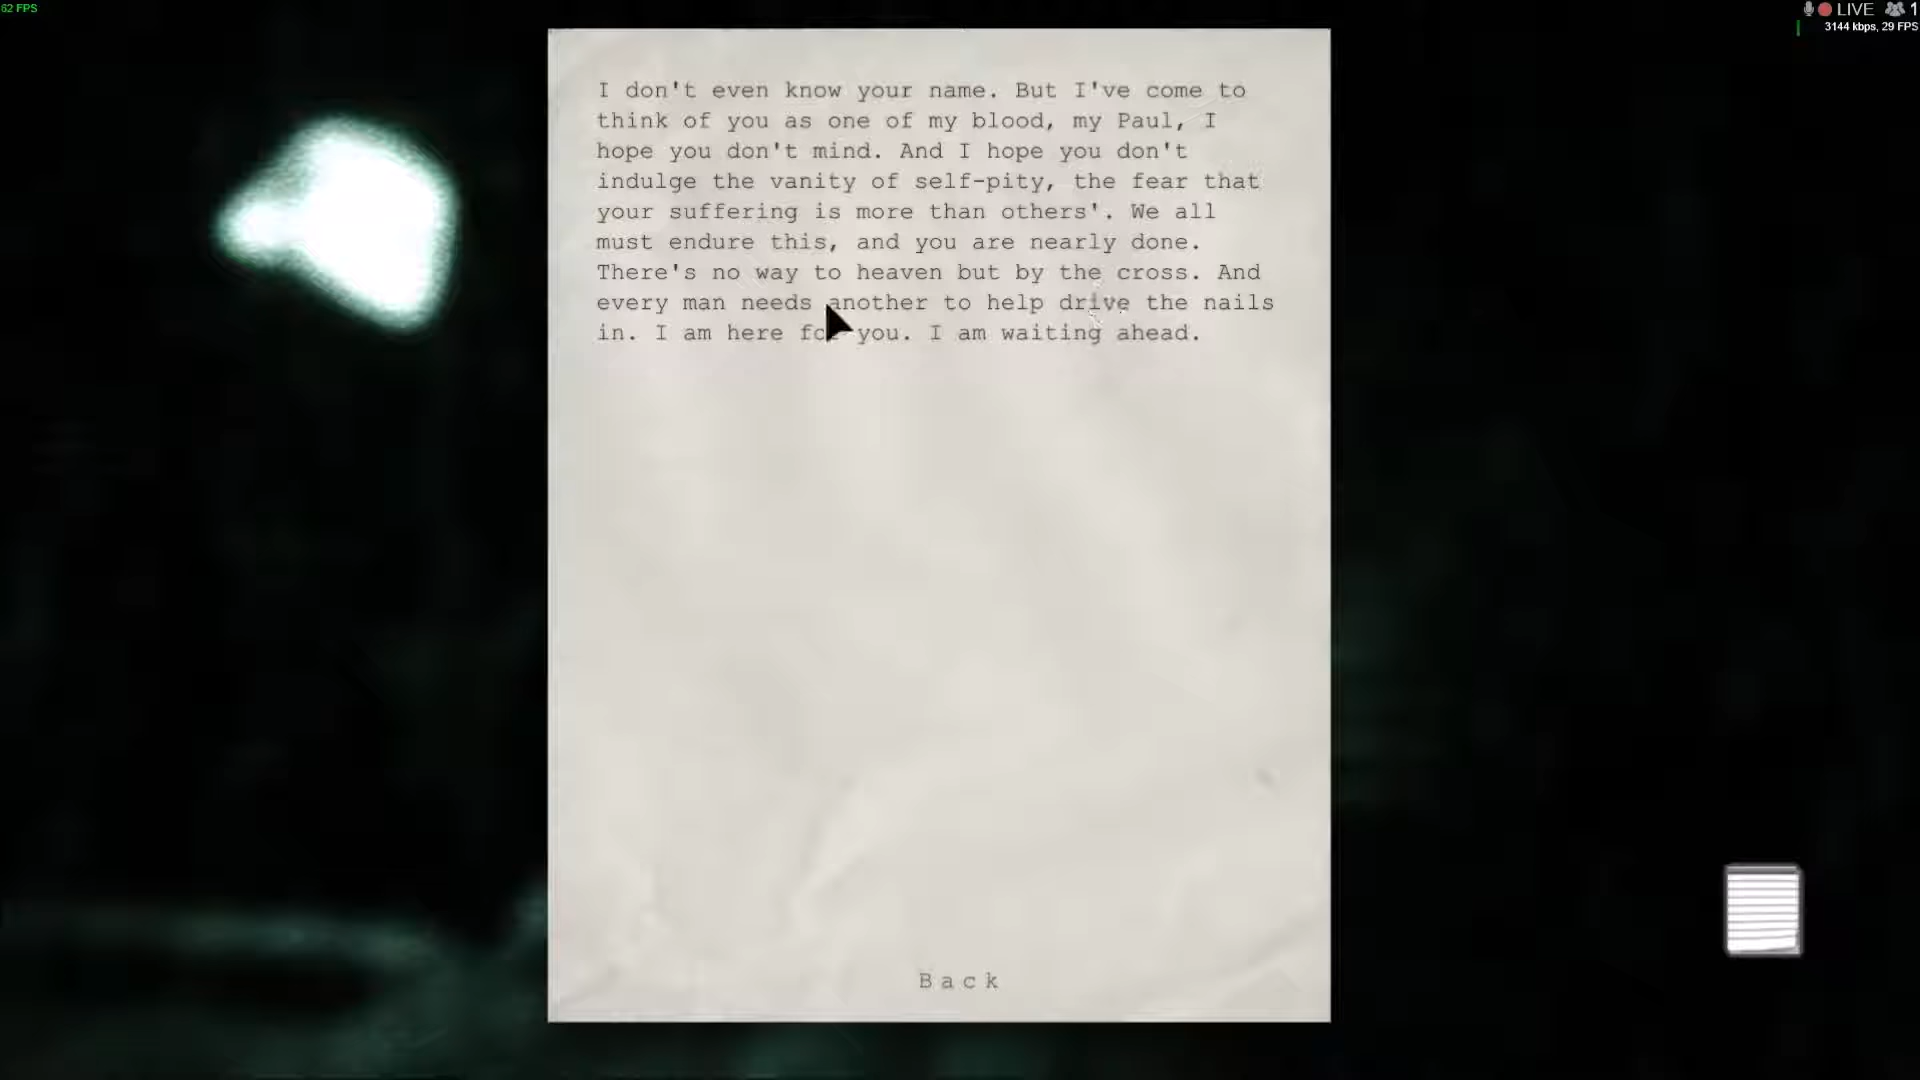 62 FPS
LIVE 1
3144 kbps, 29 FPS
I don't even know your name. But I've come to
think of you as one of my blood, my Paul, I
hope you don't mind. And I hope you don't
indulge the vanity of self-pity, the fear that
your suffering is more than others'. We all
must endure this, and you are nearly done.
There's no way to heaven but by the cross. And
every man needs another to help drive the nails
in. I am here for you. I am waiting ahead.
Back